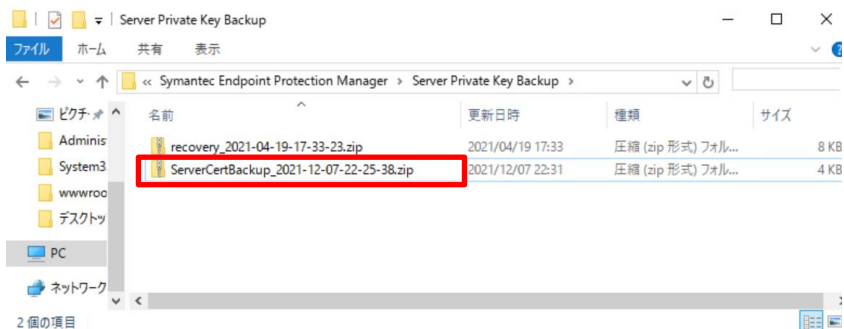 Server Private Key Backup
ファイル ホーム 共有 表示
« Symantec Endpoint Protection Manager › Server Private Key Backup ›
名前 更新日時 種類 サイズ
ピクチ
Adminis
System3
wwwroo
デスクトッ
PC
ネットワーク
recovery_2021-04-19-17-33-23.zip 2021/04/19 17:33 圧縮 (zip 形式) フォル... 8 KB
ServerCertBackup_2021-12-07-22-25-38.zip 2021/12/07 22:31 圧縮 (zip 形式) フォル... 4 KB
2 個の項目